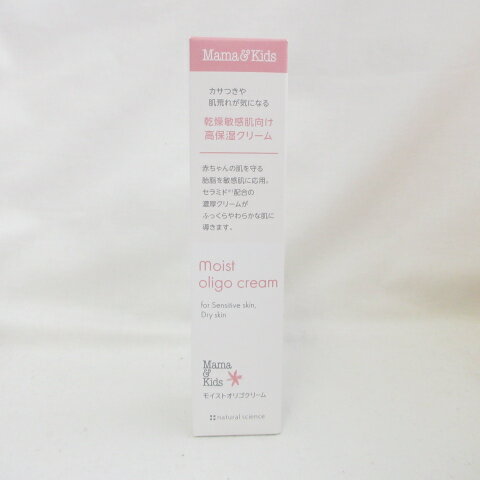 Mama&Kids
カサつきや
肌荒れが気になる
乾燥敏感肌向け
高保湿クリーム
赤ちゃんの肌を守る
胎脂を敏感肌に応用。
セラミド※1配合の
濃厚クリームが
ふっくらやわらかな肌に
導きます。
moist
oligo cream
for Sensitive skin,
Dry skin
Mama
&
Kids
モイストオリゴクリーム
natural science